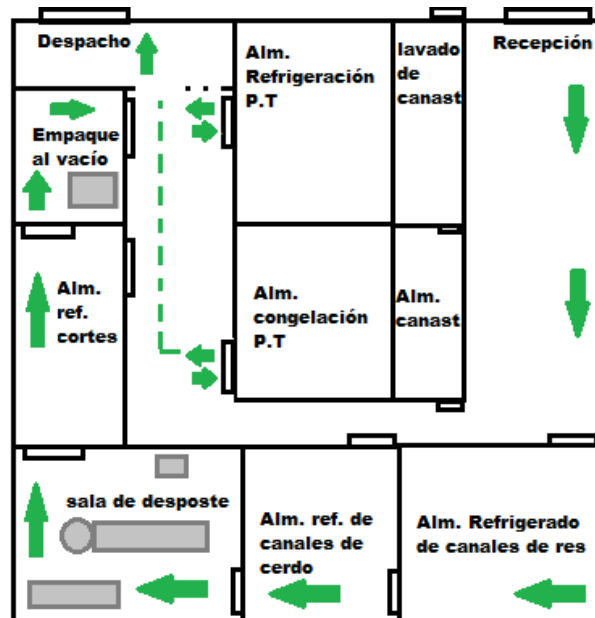 Despacho
Alm.
Refrigeración
P.T
lavado
de
canast
Recepción
Empaque
al vacío
Alm.
ref.
cortes
Alm.
congelación
P.T
Alm.
canast
sala de desposte
Alm. ref. de
canales de
cerdo
Alm. Refrigerado
de canales de res